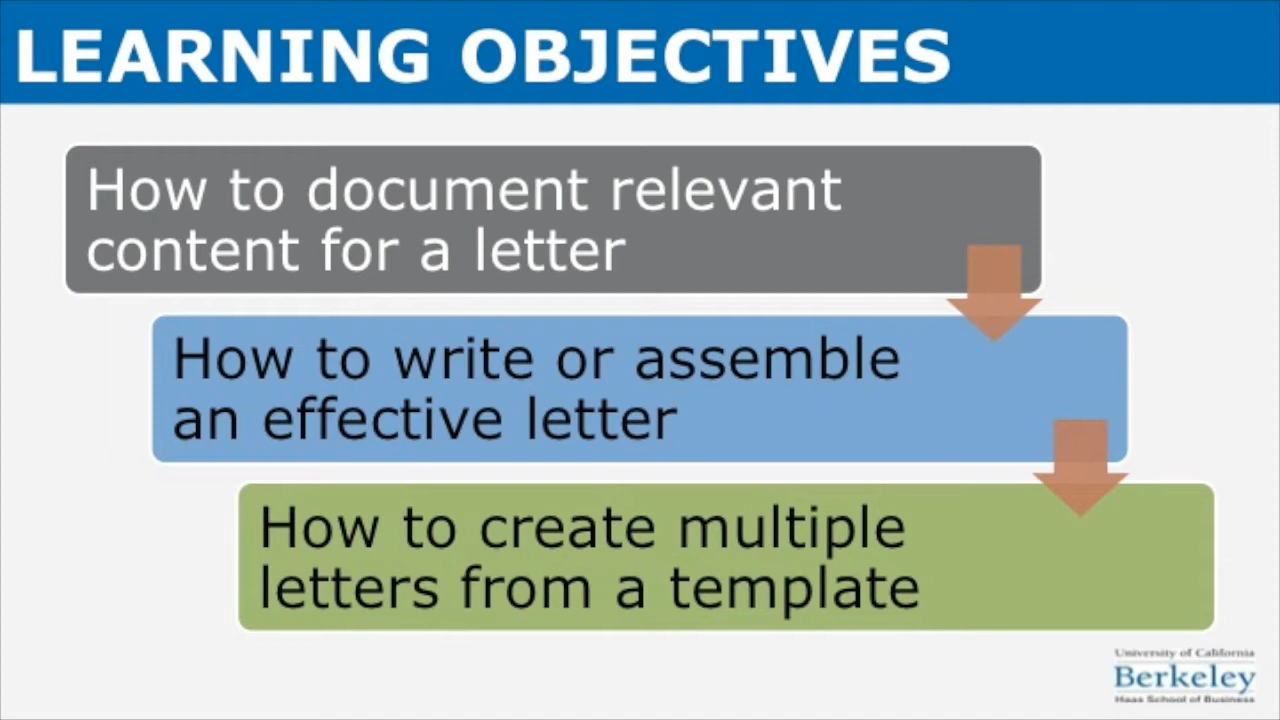 LEARNING OBJECTIVES
How to document relevant
content for a letter
How to write or assemble
an effective letter
How to create multiple
letters from a template
University of California
Berkeley
Haas School of Business